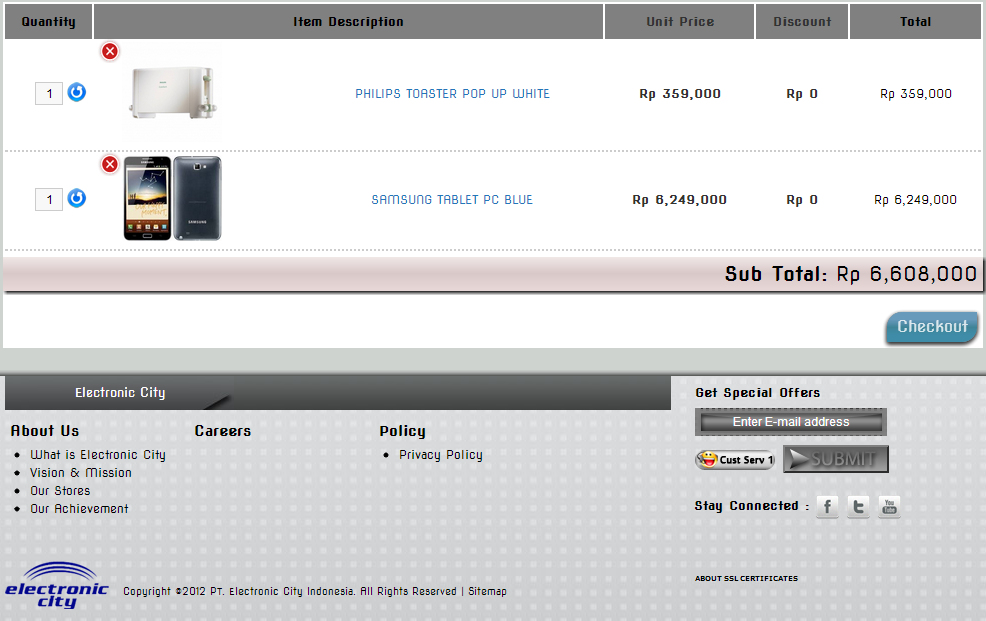 Quantity Item Description Unit Price Discount Total
1 PHILIPS TOASTER POP UP WHITE Rp 359,000 Rp 0 Rp 359,000
SAMSUNG
1 SAMSUNG TABLET PC BLUE Rp 6,249,000 Rp 0 Rp 6,249,000
SAMSUNG
Sub Total: Rp 6,608,000
Checkout
Electronic City
Get Special Offers
Enter E-mail address
About Us Careers Policy
What is Electronic City Privacy Policy
Cust Serv 1 SUBMIT
Vision & Mission
Our Stores
Our Achievement
Stay Connected : f t You Tube
ABOUT SSL CERTIFICATES
electronic city
Copyright ©2012 PT. Electronic City Indonesia. All Rights Reserved | Sitemap